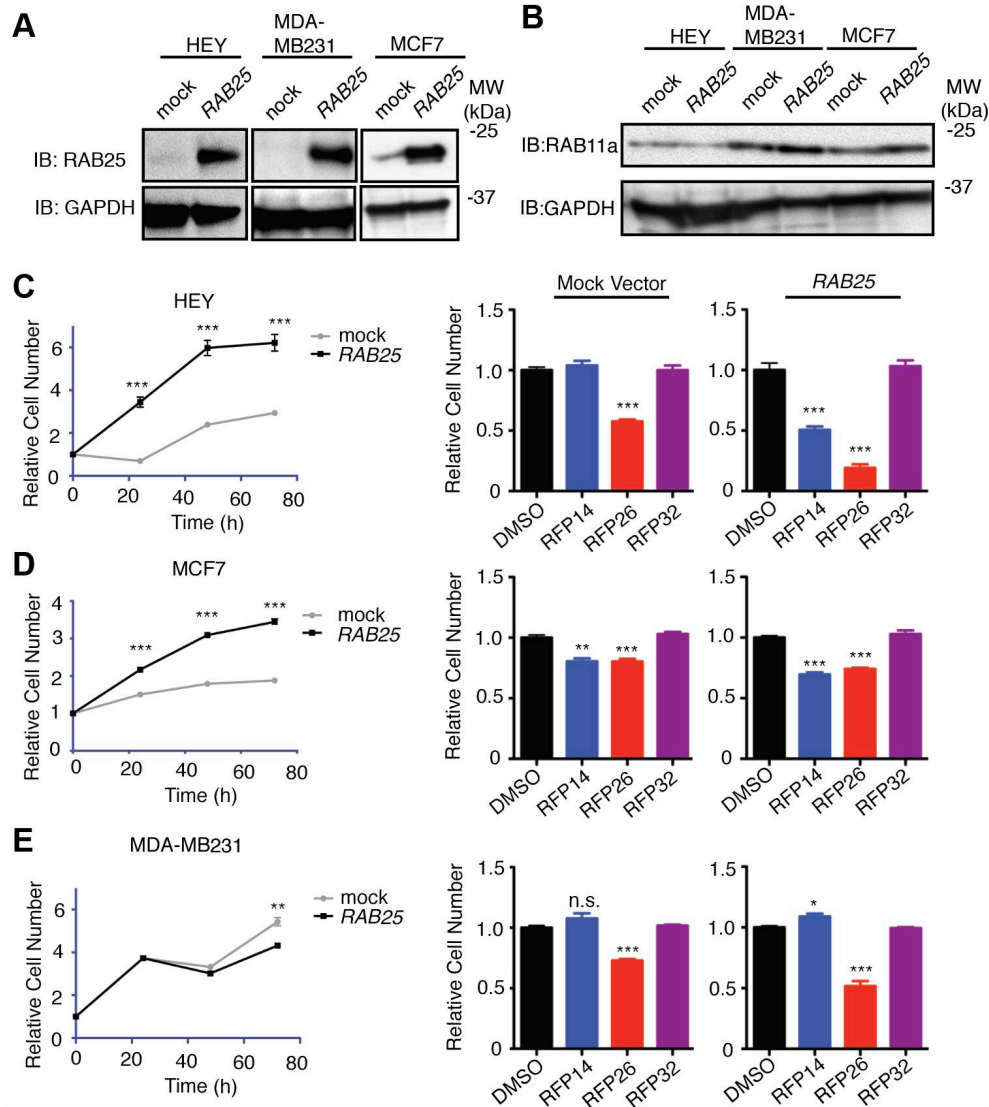 A
HEY
MDA-
MB231
MCF7
mock
RAB25
nock
RAB25
mock
RAB25
MW
(kDa)
-25
IB: RAB25
-37
IB: GAPDH
B
HEY
MDA-
MB231
MCF7
mock
RAB25
mock
RAB25
mock
RAB25
MW
(kDa)
-25
IB:RAB11a
-37
IB:GAPDH
C
HEY
Relative Cell Number
6
4
2
0
0 20 40 60 80
Time (h)
*** *** ***
mock
RAB25
Mock Vector
Relative Cell Number
1.5
1.0
0.5
0
***
DMSO RFP14 RFP26 RFP32
RAB25
1.5
1.0
0.5
0
*** ***
DMSO RFP14 RFP26 RFP32
D
MCF7
Relative Cell Number
4
3
2
1
0
0 20 40 60 80
Time (h)
*** *** ***
mock
RAB25
Relative Cell Number
1.5
1.0
0.5
0
** ***
DMSO RFP14 RFP26 RFP32
1.5
1.0
0.5
0
*** ***
DMSO RFP14 RFP26 RFP32
E
MDA-MB231
Relative Cell Number
6
4
2
0
0 20 40 60 80
Time (h)
**
mock
RAB25
Relative Cell Number
1.5
1.0
0.5
0
n.s. ***
DMSO RFP14 RFP26 RFP32
1.5
1.0
0.5
0
* ***
DMSO RFP14 RFP26 RFP32